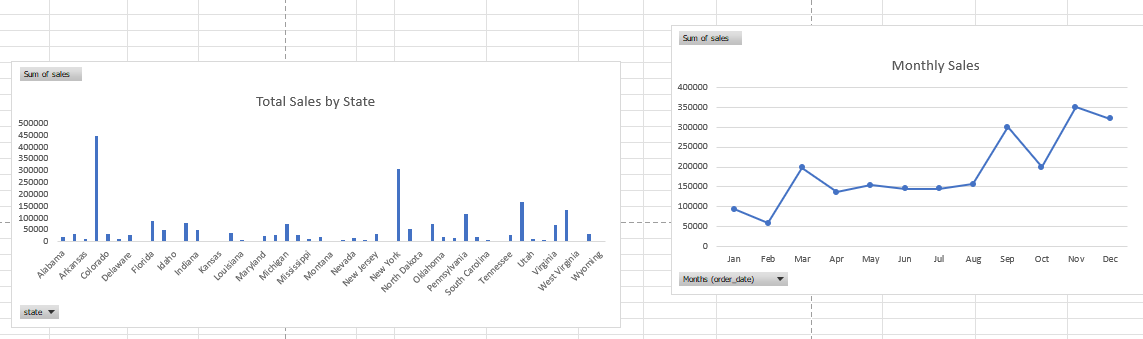 Sum of sales
Total Sales by State
500000
450000
400000
350000
300000
250000
200000
150000
100000
50000
0
Alabama
Arkansas
Colorado
Delaware
Florida
Idaho
Indiana
Kansas
Louisiana
Maryland
Michigan
Mississippi
Montana
Nevada
New Jersey
New York
North Dakota
Oklahoma
Pennsylvania
South Carolina
Tennessee
Utah
Virginia
West Virginia
Wyoming
state
Sum of sales
Monthly Sales
400000
350000
300000
250000
200000
150000
100000
50000
0
Jan Feb Mar Apr May Jun Jul Aug Sep Oct Nov Dec
Months (order_date)